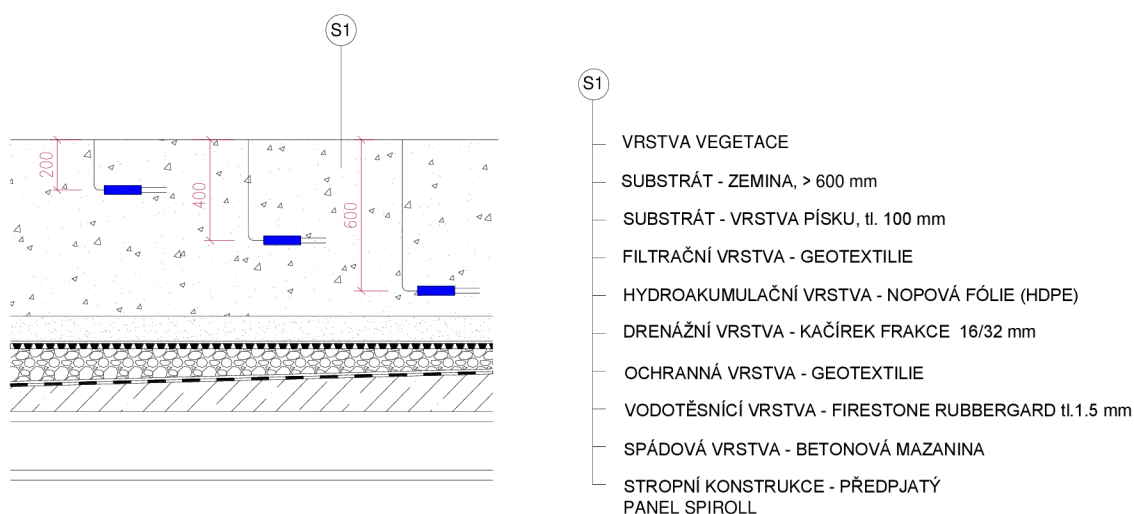 S1
200
400
600
S1
VRSTVA VEGETACE
SUBSTRÁT - ZEMINA, > 600 mm
SUBSTRÁT - VRSTVA PÍSKU, tl. 100 mm
FILTRAČNÍ VRSTVA - GEOTEXTILIE
HYDROAKUMULAČNÍ VRSTVA - NOPOVÁ FÓLIE (HDPE)
DRENÁŽNÍ VRSTVA - KAČÍREK FRAKCE 16/32 mm
OCHRANNÁ VRSTVA - GEOTEXTILIE
VODOTĚSNÍCÍ VRSTVA - FIRESTONE RUBBERGARD tl.1.5 mm
SPÁDOVÁ VRSTVA - BETONOVÁ MAZANINA
STROPNÍ KONSTRUKCE - PŘEDPJATÝ
PANEL SPIROLL